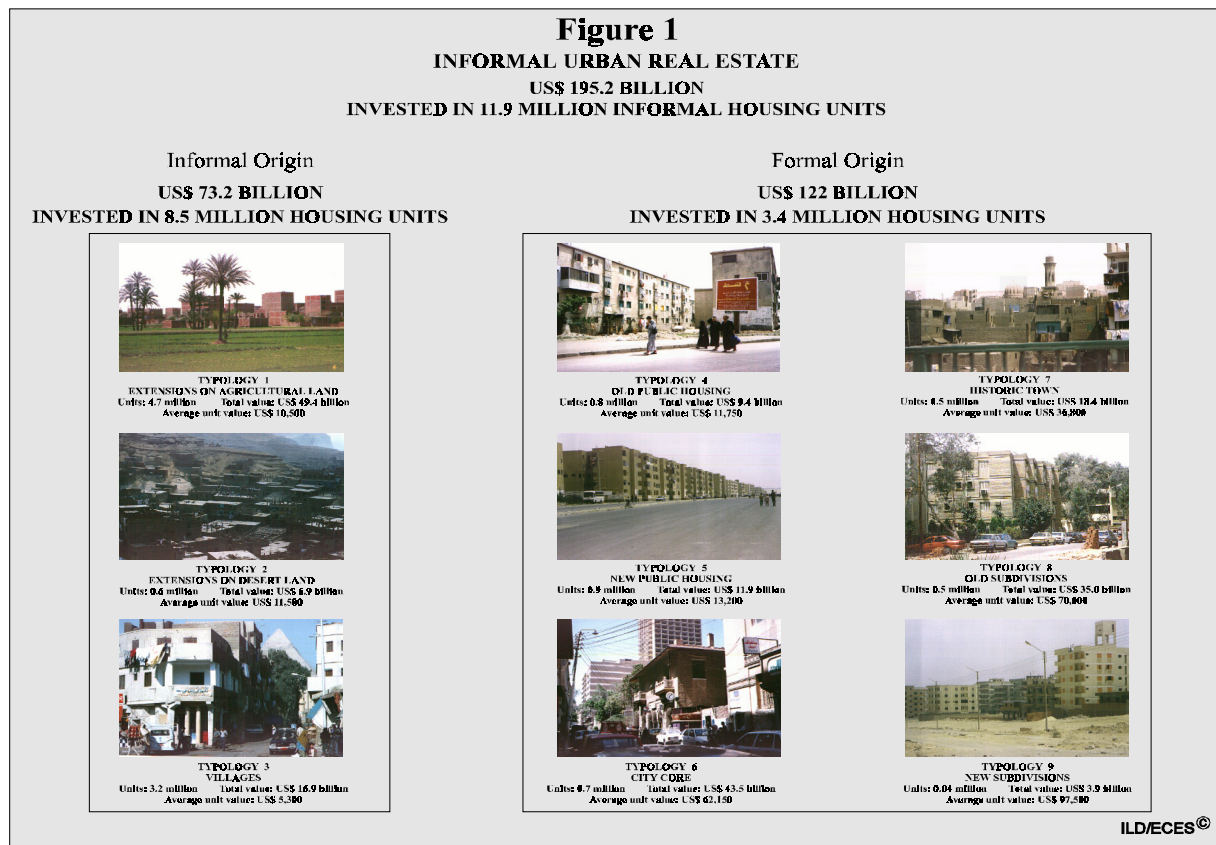 Figure 1
INFORMAL URBAN REAL ESTATE
US$ 195.2 BILLION
INVESTED IN 11.9 MILLION INFORMAL HOUSING UNITS
Informal Origin
US$ 73.2 BILLION
INVESTED IN 8.5 MILLION HOUSING UNITS
TYPOLOGY 1
EXTENSIONS ON AGRICULTURAL LAND
Units: 4.7 million Total value: US$ 49.4 billion
Average unit value: US$ 10,500
TYPOLOGY 2
EXTENSIONS ON DESERT LAND
Units: 0.6 million Total value: US$ 6.9 billion
Average unit value: US$ 11,500
TYPOLOGY 3
VILLAGES
Units: 3.2 million Total value: US$ 16.9 billion
Average unit value: US$ 5,300
Formal Origin
US$ 122 BILLION
INVESTED IN 3.4 MILLION HOUSING UNITS
TYPOLOGY 4
OLD PUBLIC HOUSING
Units: 0.8 million Total value: US$ 9.4 billion
Average unit value: US$ 11,750
TYPOLOGY 5
NEW PUBLIC HOUSING
Units: 0.9 million Total value: US$ 11.9 billion
Average unit value: US$ 13,200
TYPOLOGY 6
CITY CORE
Units: 0.7 million Total value: US$ 43.5 billion
Average unit value: US$ 62,150
TYPOLOGY 7
HISTORIC TOWN
Units: 0.5 million Total value: US$ 18.4 billion
Average unit value: US$ 36,800
TYPOLOGY 8
OLD SUBDIVISIONS
Units: 0.5 million Total value: US$ 35.0 billion
Average unit value: US$ 70,000
TYPOLOGY 9
NEW SUBDIVISIONS
Units: 0.04 million Total value: US$ 3.9 billion
Average unit value: US$ 97,500
ILD/ECES©